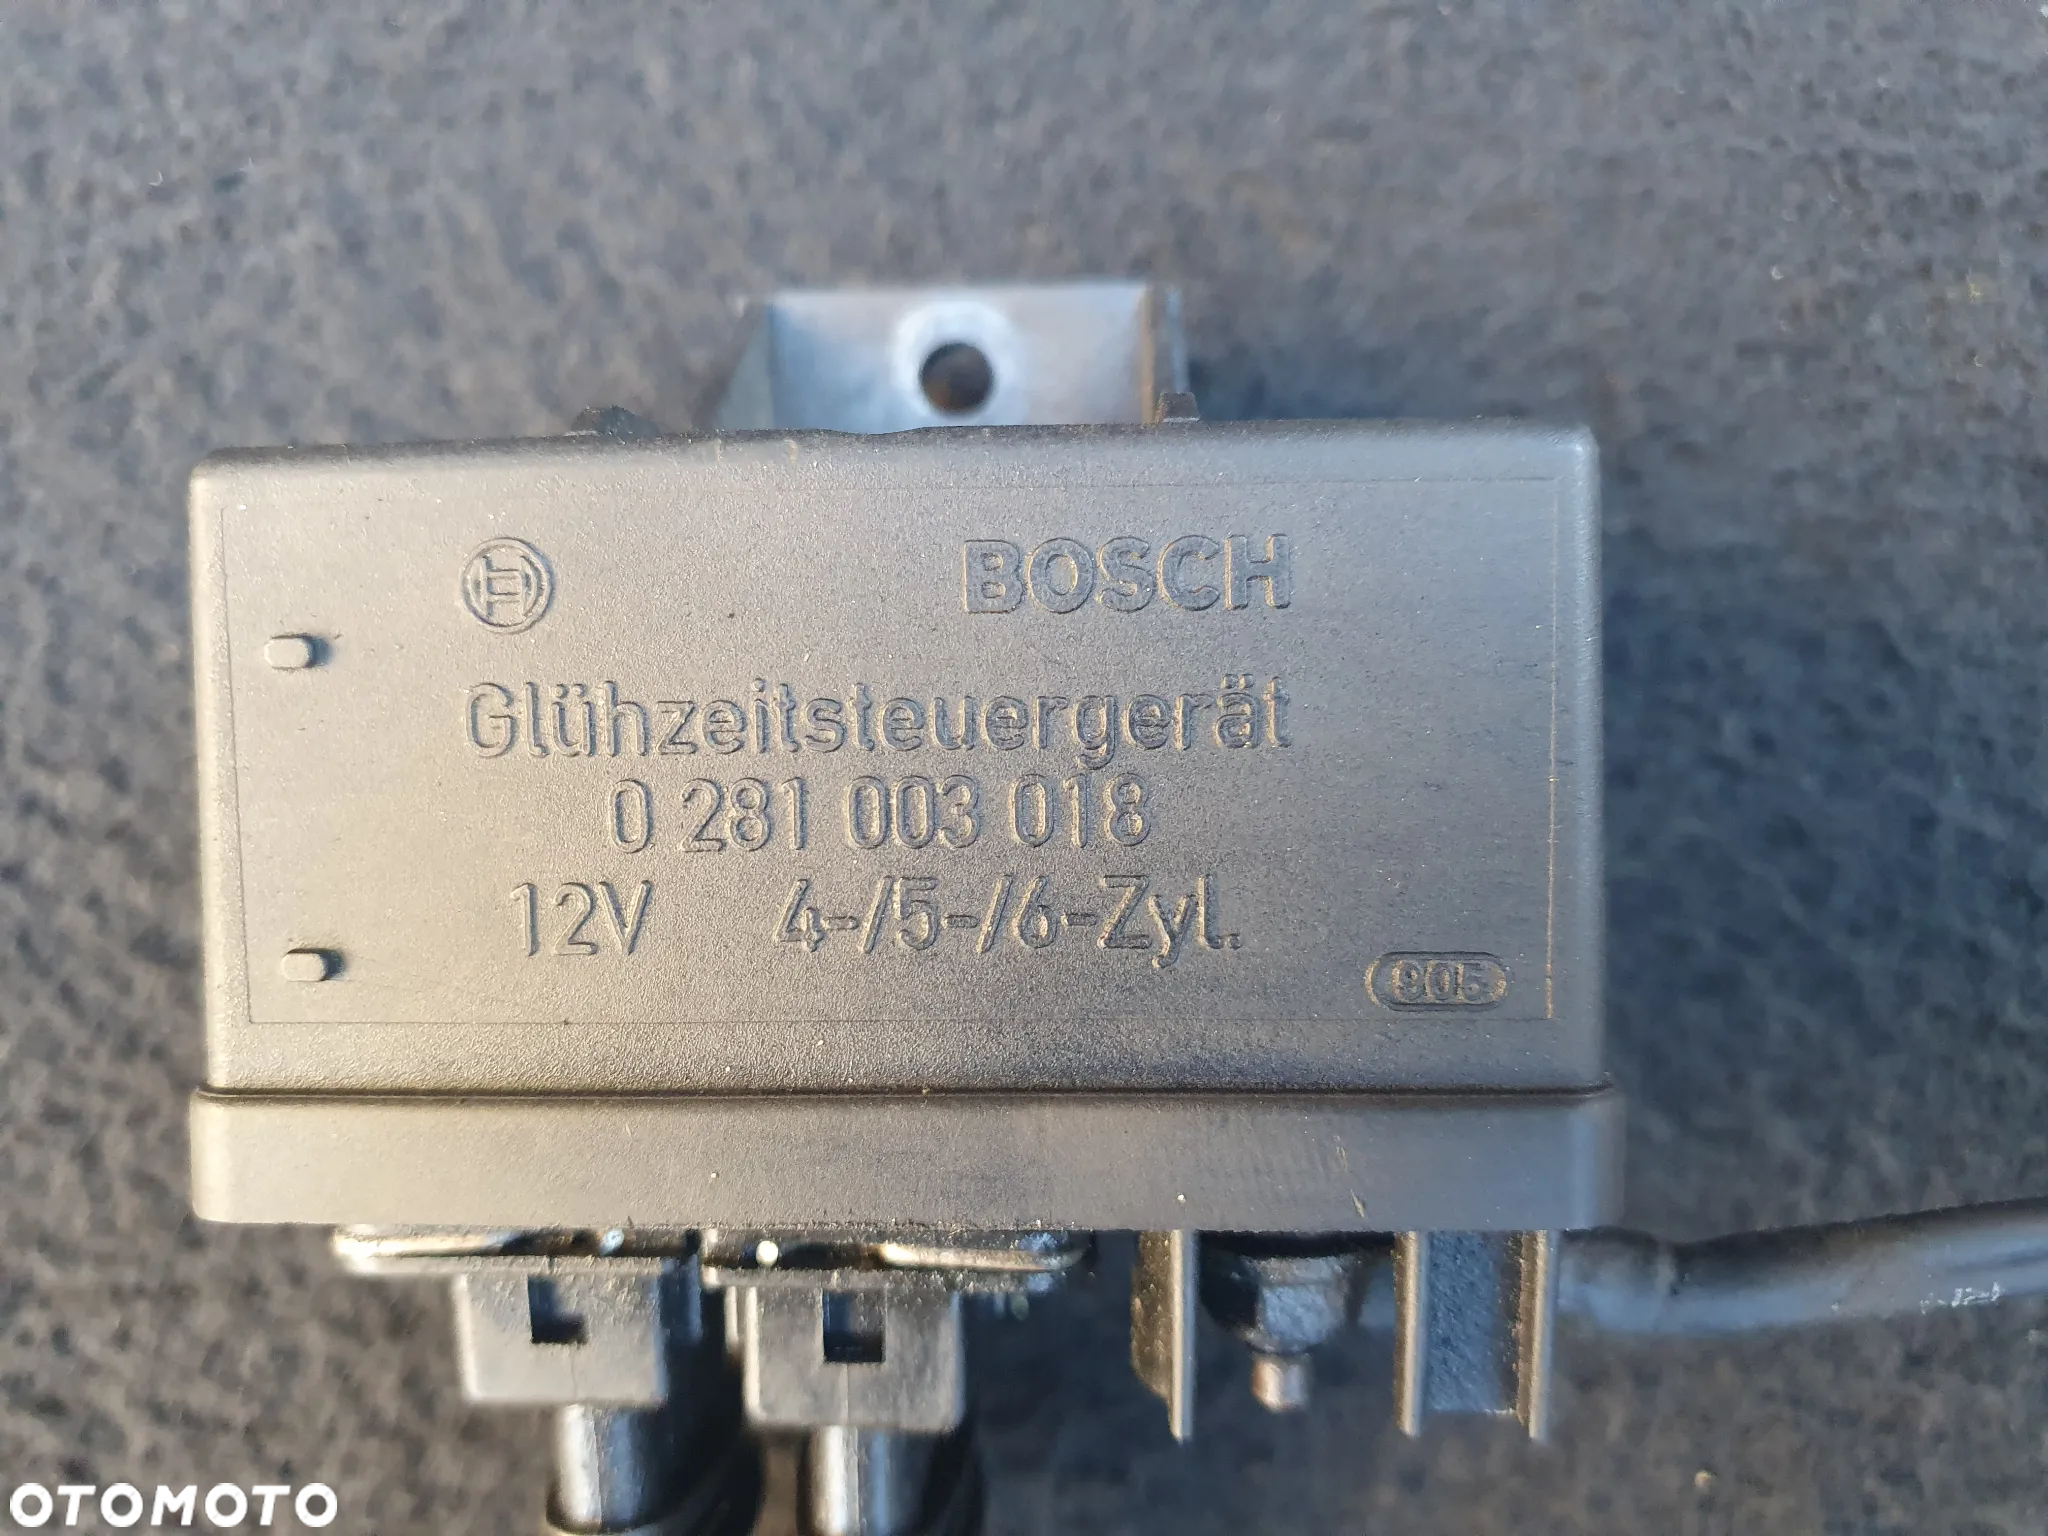 BOSCH
Glühzeitsteuergerät
0 281 003 018
12V 4-/5-/6-Zyl.
905
OTOMOTO